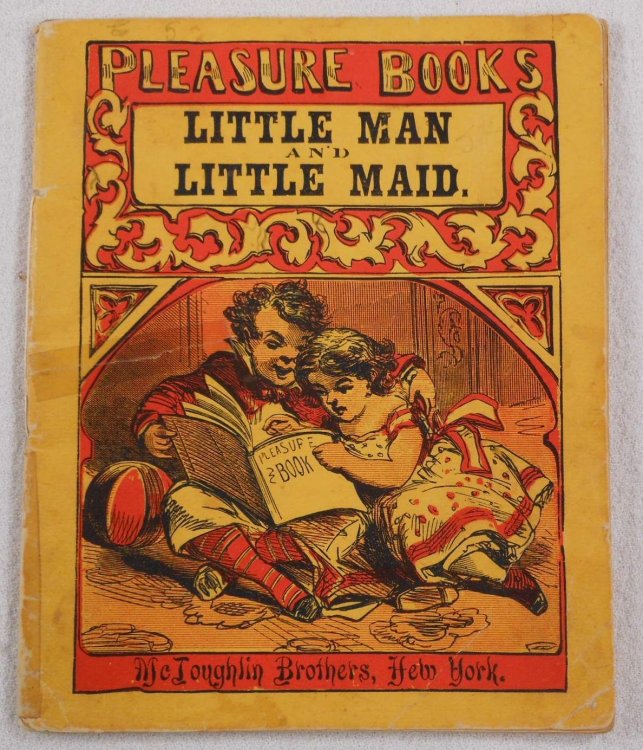 PLEASURE BOOKS
LITTLE MAN
AND
LITTLE MAID.
PLEASURE
BOOK
McLoughlin Brothers, New York.